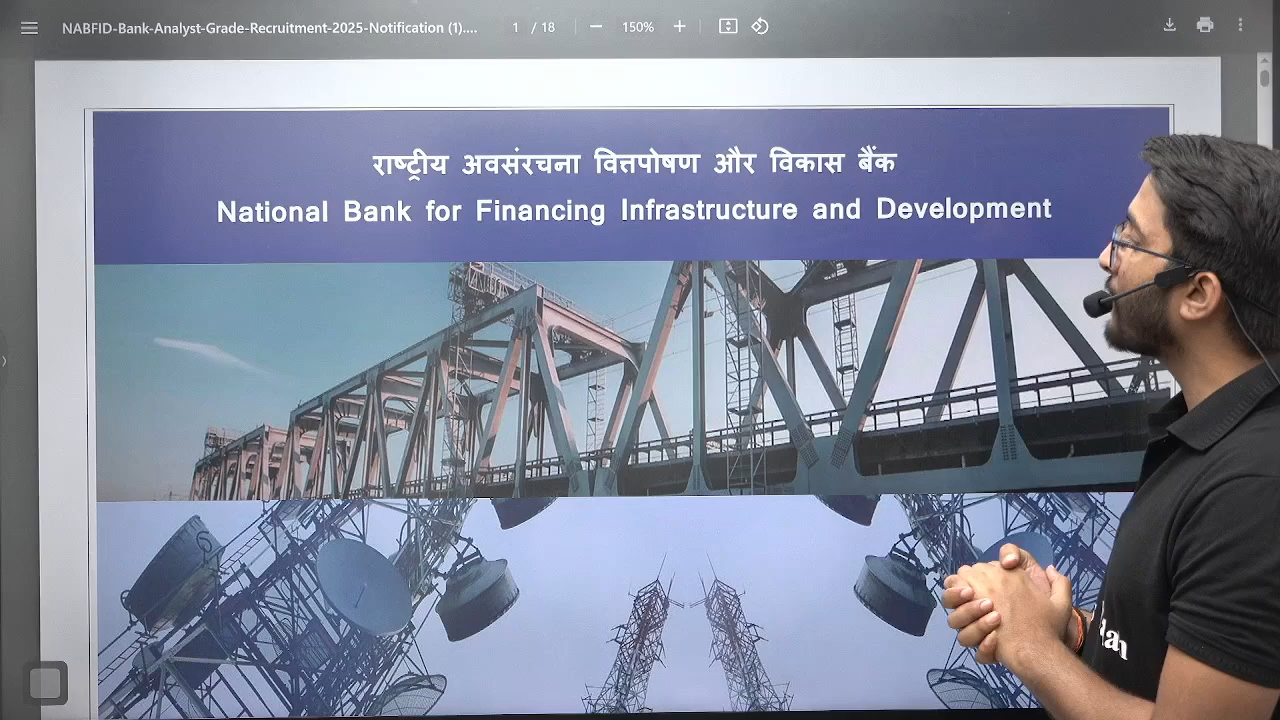 NABFID-Bank-Analyst-Grade-Recruitment-2025-Notification (1)....
1 / 18
150%
राष्ट्रीय अवसंरचना वित्तपोषण और विकास बैंक
National Bank for Financing Infrastructure and Development